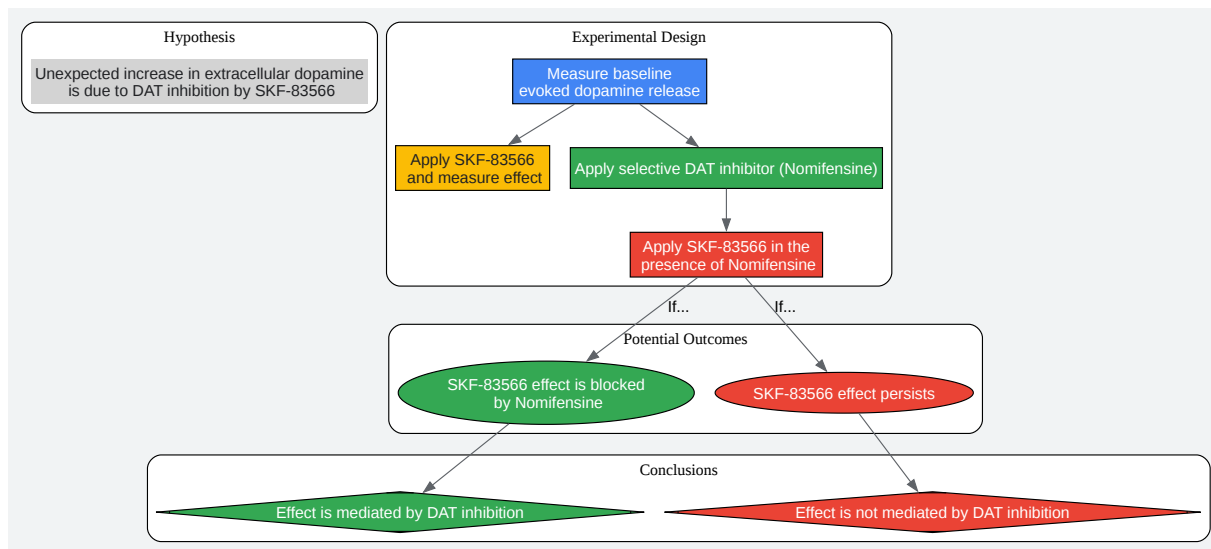 Hypothesis
Unexpected increase in extracellular dopamine
is due to DAT inhibition by SKF-83566
Experimental Design
Measure baseline
evoked dopamine release
Apply SKF-83566
and measure effect
Apply selective DAT inhibitor (Nomifensine)
Apply SKF-83566 in the
presence of Nomifensine
If...
If...
Potential Outcomes
SKF-83566 effect is blocked
by Nomifensine
SKF-83566 effect persists
Conclusions
Effect is mediated by DAT inhibition
Effect is not mediated by DAT inhibition